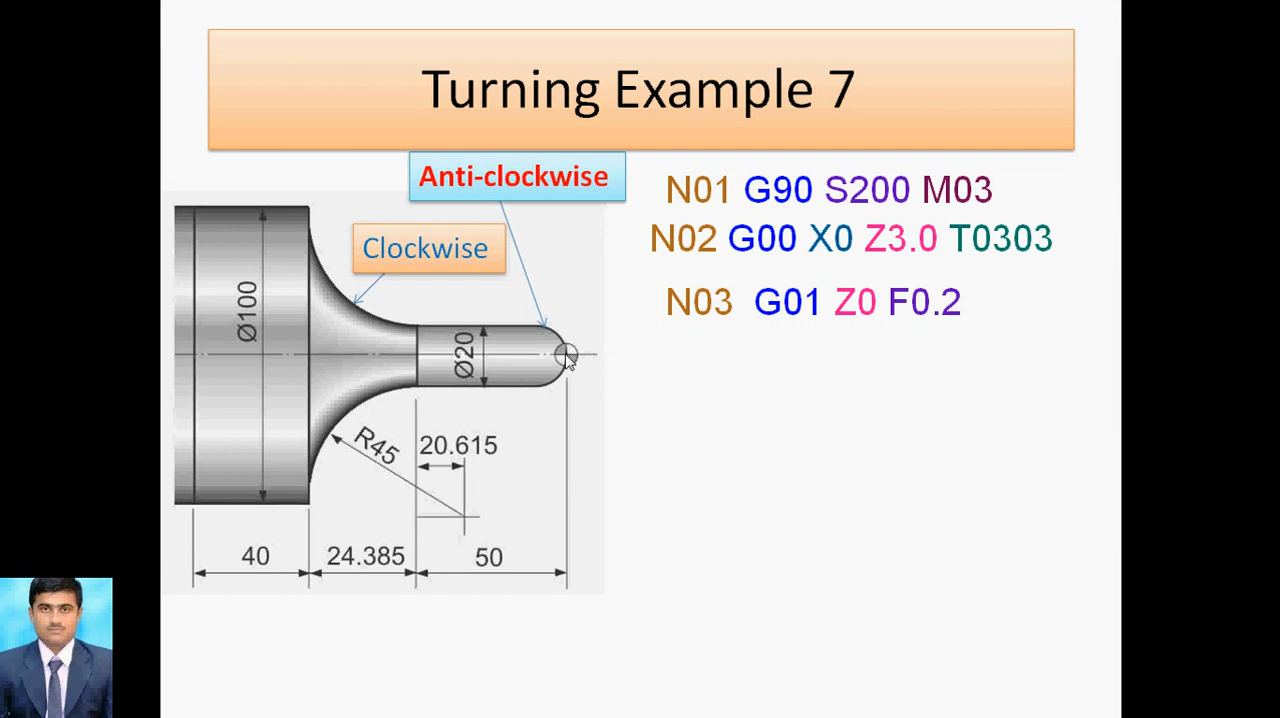 Turning Example 7
Anti-clockwise
Clockwise
N01 G90 S200 M03
N02 G00 X0 Z3.0 T0303
N03 G01 Z0 F0.2
Ø100
Ø20
R45
20.615
40
24.385
50